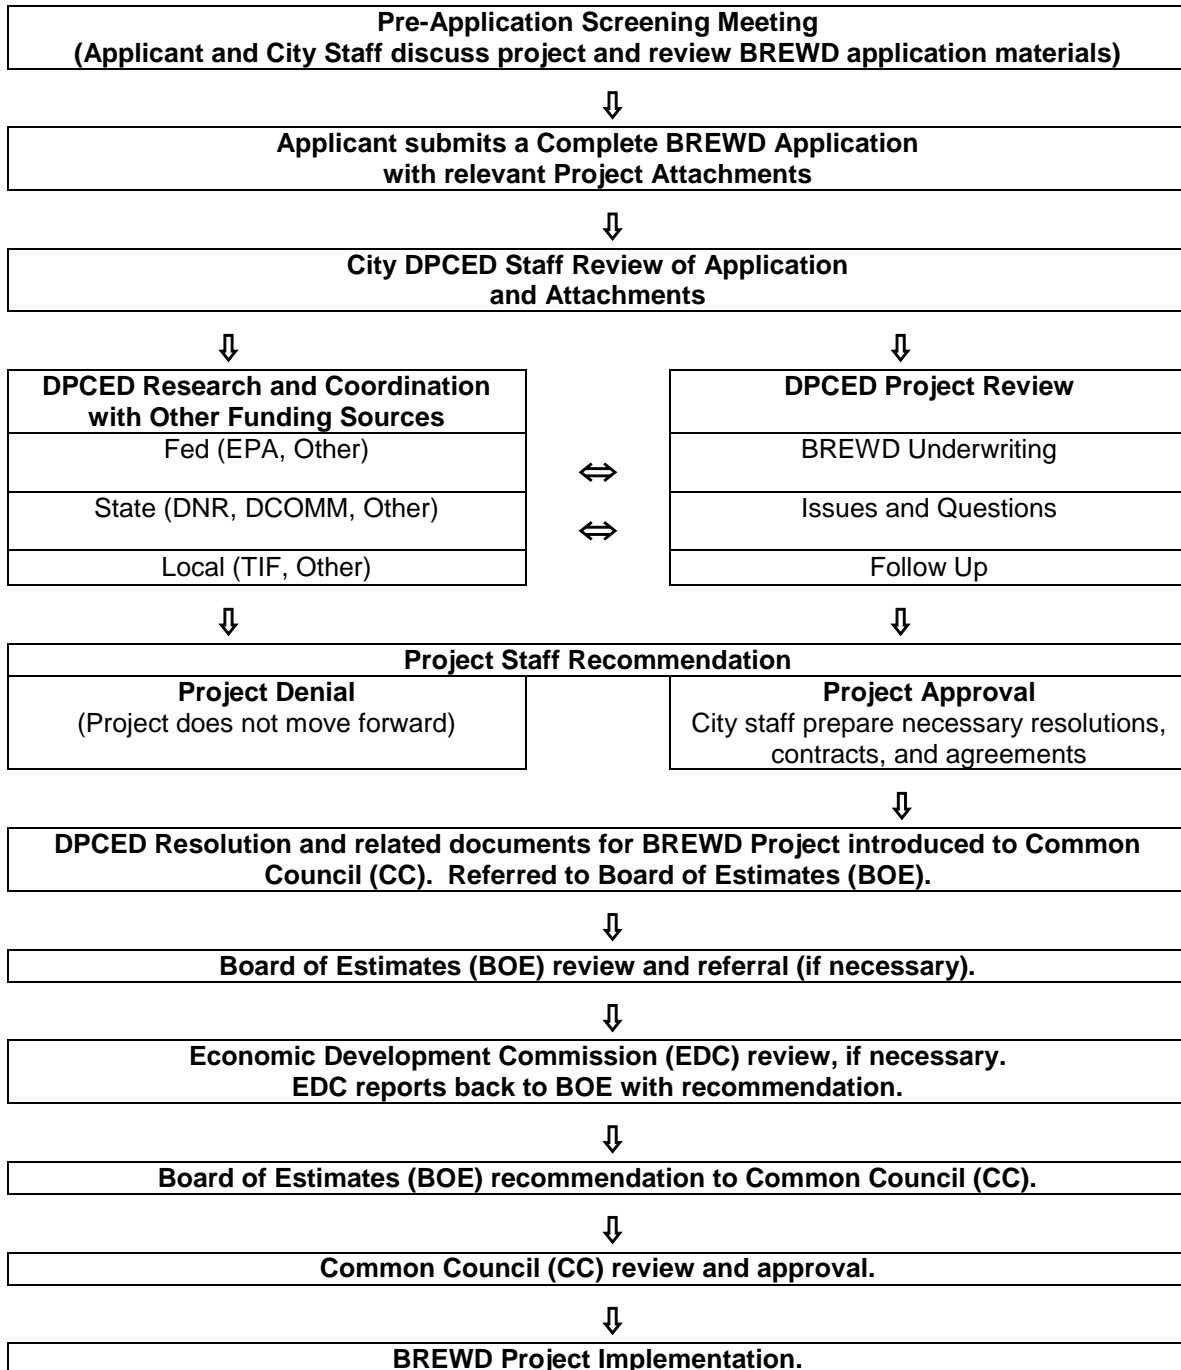 Pre-Application Screening Meeting
(Applicant and City Staff discuss project and review BREWD application materials)
Applicant submits a Complete BREWD Application
with relevant Project Attachments
City DPCED Staff Review of Application
and Attachments
DPCED Research and Coordination
with Other Funding Sources
Fed (EPA, Other)
State (DNR, DCOMM, Other)
Local (TIF, Other)
DPCED Project Review
BREWD Underwriting
Issues and Questions
Follow Up
Project Staff Recommendation
Project Denial
(Project does not move forward)
Project Approval
City staff prepare necessary resolutions,
contracts, and agreements
DPCED Resolution and related documents for BREWD Project introduced to Common
Council (CC).  Referred to Board of Estimates (BOE).
Board of Estimates (BOE) review and referral (if necessary).
Economic Development Commission (EDC) review, if necessary.
EDC reports back to BOE with recommendation.
Board of Estimates (BOE) recommendation to Common Council (CC).
Common Council (CC) review and approval.
BREWD Project Implementation.